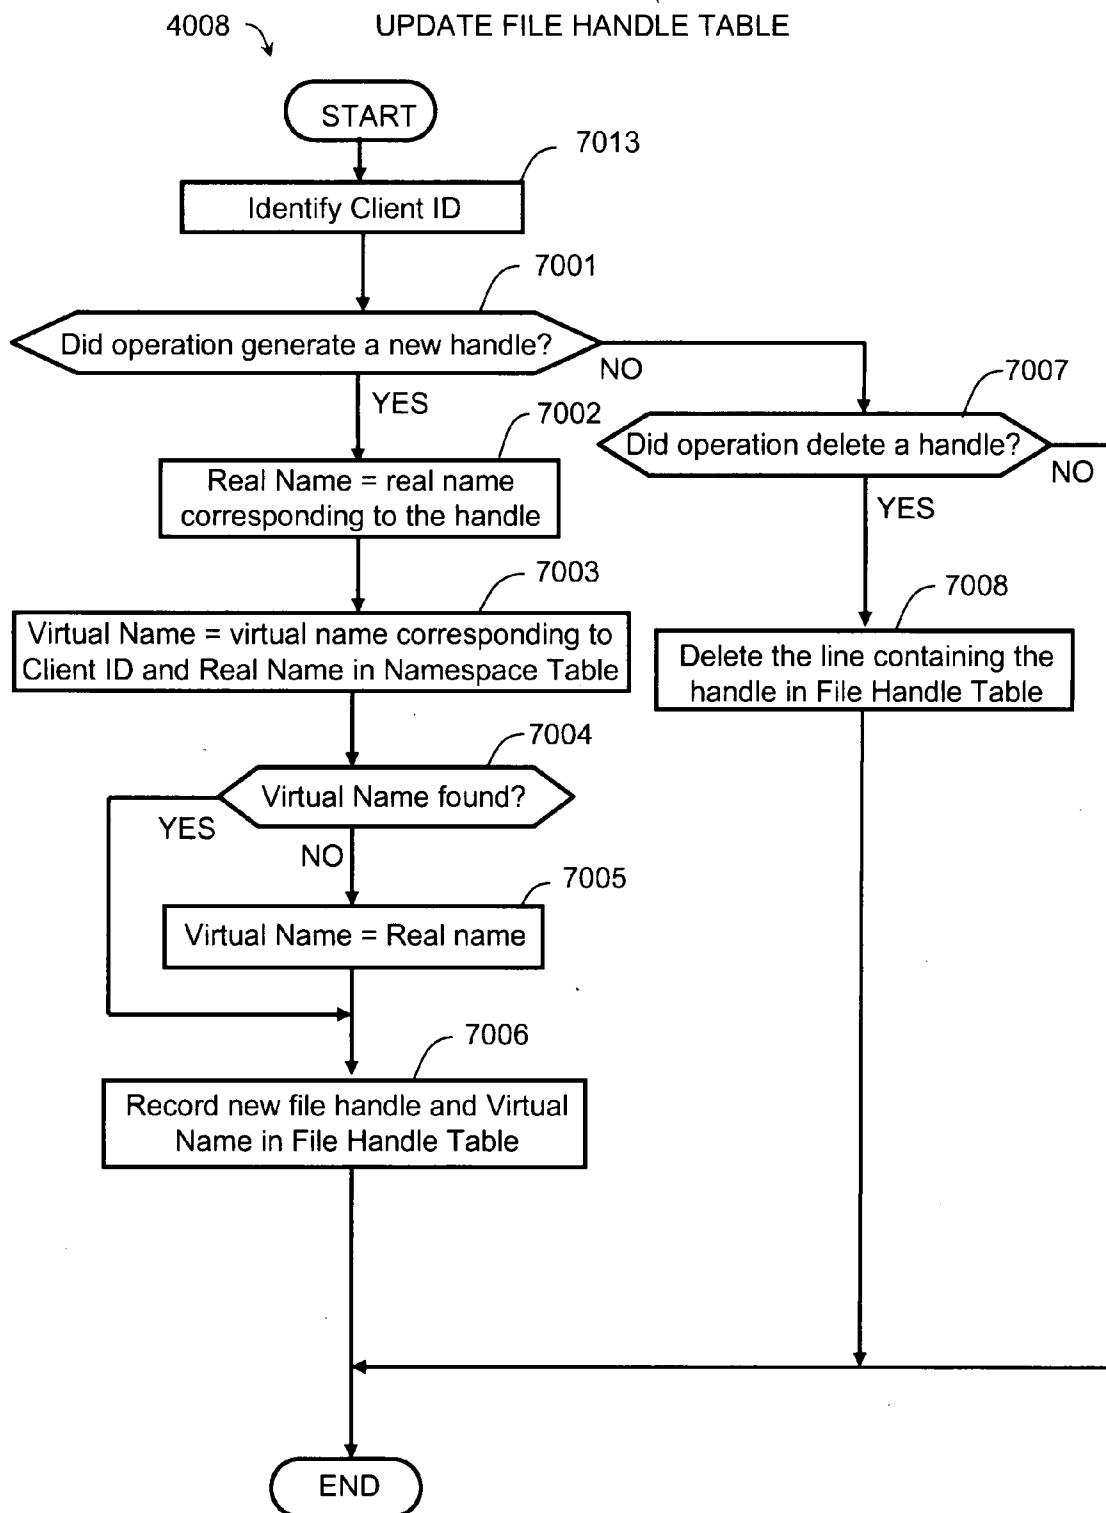 4008
UPDATE FILE HANDLE TABLE
START
7013
Identify Client ID
7001
Did operation generate a new handle?
NO
7007
YES
7002
Did operation delete a handle?
NO
Real Name = real name
corresponding to the handle
YES
7003
7008
Virtual Name = virtual name corresponding to
Client ID and Real Name in Namespace Table
Delete the line containing the
handle in File Handle Table
7004
Virtual Name found?
YES
NO
7005
Virtual Name = Real name
7006
Record new file handle and Virtual
Name in File Handle Table
END